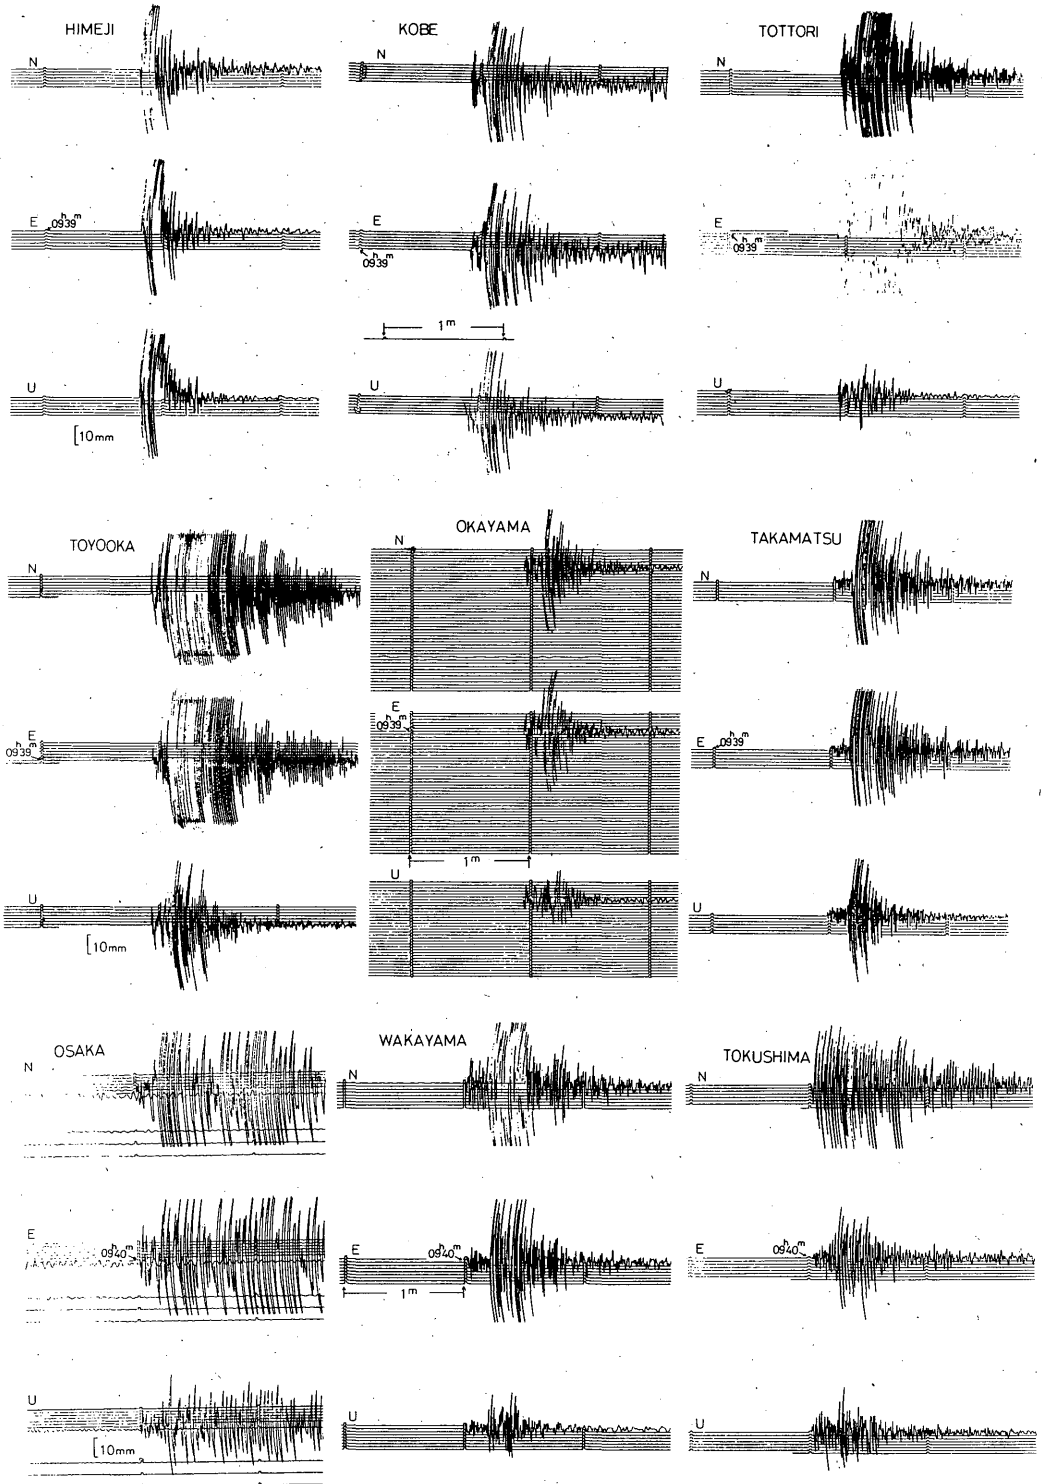 HIMEJI
KOBE
TOTTORI
N
N
N
E 09ʰ39ᵐ
E
09ʰ39ᵐ
E
09ʰ39ᵐ
1ᵐ
U
U
U
[10mm
TOYOOKA
OKAYAMA
TAKAMATSU
N
N
N
E
09ʰ39ᵐ
E
09ʰ39ᵐ
E 09ʰ39ᵐ
1ᵐ
U
U
U
[10mm
OSAKA
WAKAYAMA
TOKUSHIMA
N
N
N
E
09ʰ40ᵐ
E 09ʰ40ᵐ
E 09ʰ40ᵐ
1ᵐ
U
U
U
[10mm